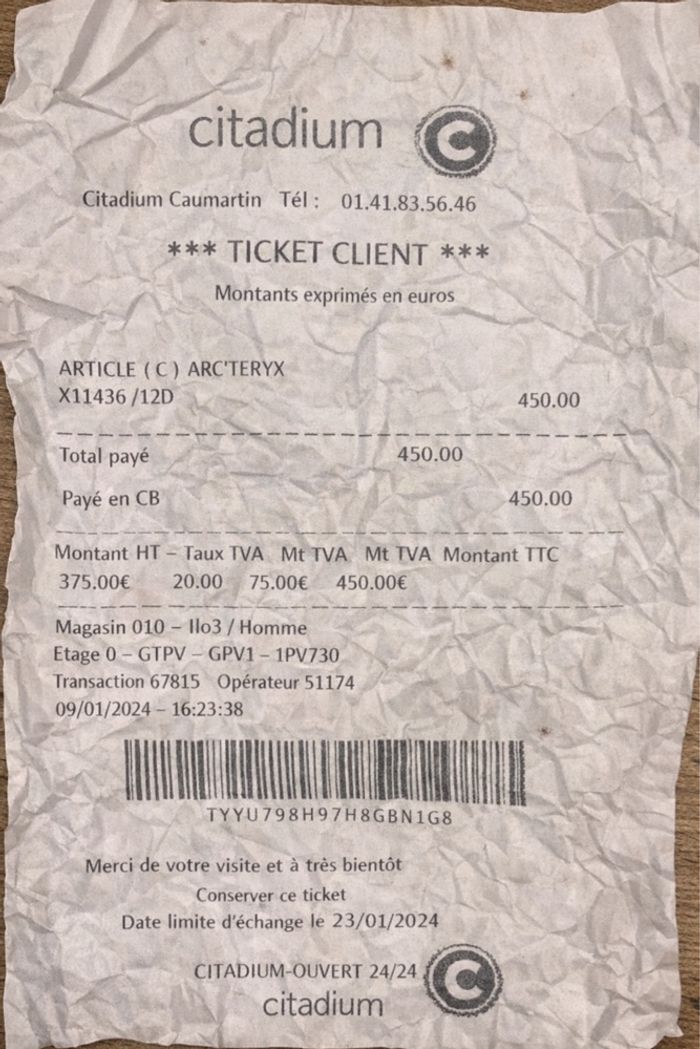 citadium C
Citadium Caumartin Tél : 01.41.83.56.46
*** TICKET CLIENT ***
Montants exprimés en euros
ARTICLE ( C ) ARC'TERYX
X11436 /12D 450.00
Total payé 450.00
Payé en CB 450.00
Montant HT – Taux TVA Mt TVA Mt TVA Montant TTC
375.00€ 20.00 75.00€ 450.00€
Magasin 010 – Ilo3 / Homme
Etage 0 – GTPV – GPV1 – 1PV730
Transaction 67815 Opérateur 51174
09/01/2024 – 16:23:38
TYYU798H97H8GBN1G8
Merci de votre visite et à très bientôt
Conserver ce ticket
Date limite d'échange le 23/01/2024
CITADIUM-OUVERT 24/24
citadium C